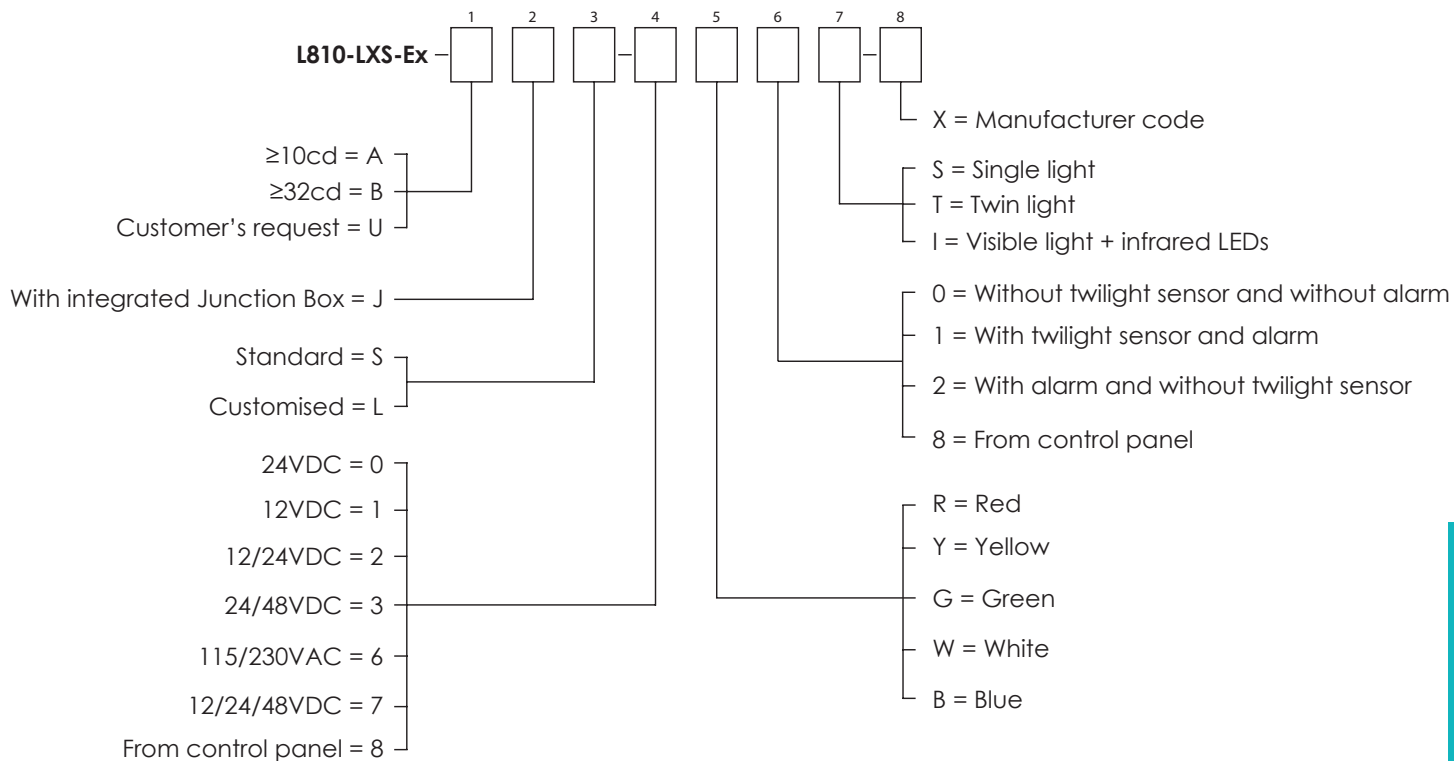 1 2 3 4 5 6 7 8
L810-LXS-Ex
X = Manufacturer code
≥10cd = A
≥32cd = B
Customer's request = U
S = Single light
T = Twin light
I = Visible light + infrared LEDs
With integrated Junction Box = J
0 = Without twilight sensor and without alarm
1 = With twilight sensor and alarm
2 = With alarm and without twilight sensor
8 = From control panel
Standard = S
Customised = L
24VDC = 0
12VDC = 1
12/24VDC = 2
24/48VDC = 3
115/230VAC = 6
12/24/48VDC = 7
From control panel = 8
R = Red
Y = Yellow
G = Green
W = White
B = Blue